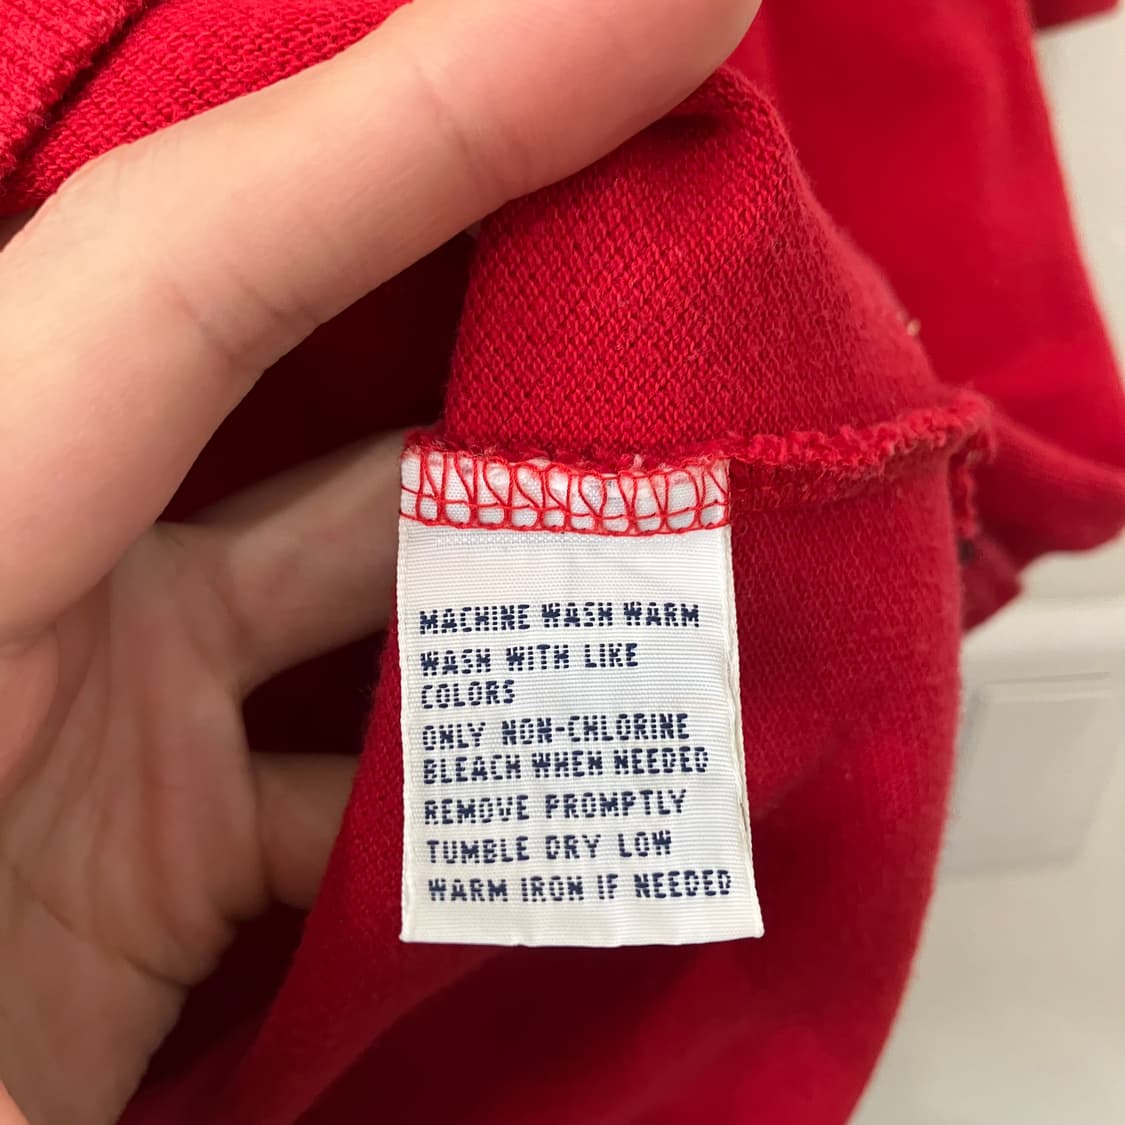 MACHINE WASH WARM
WASH WITH LIKE
COLORS
ONLY NON-CHLORINE
BLEACH WHEN NEEDED
REMOVE PROMPTLY
TUMBLE DRY LOW
WARM IRON IF NEEDED